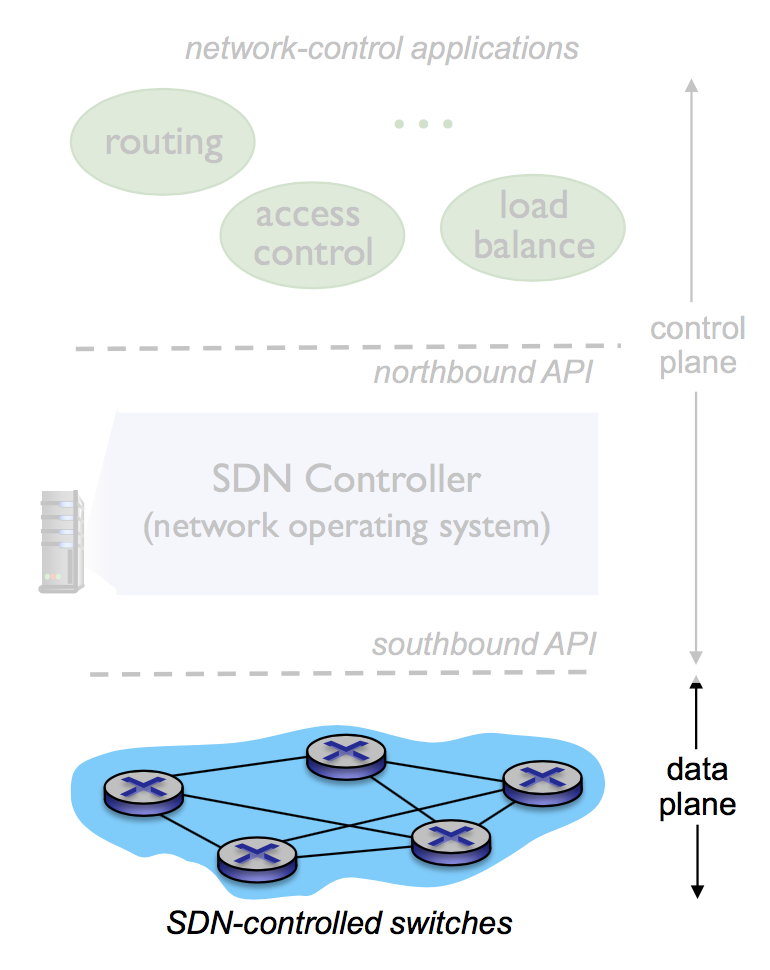 network-control applications
routing
…
access
control
load
balance
control
plane
northbound API
SDN Controller
(network operating system)
southbound API
data
plane
SDN-controlled switches